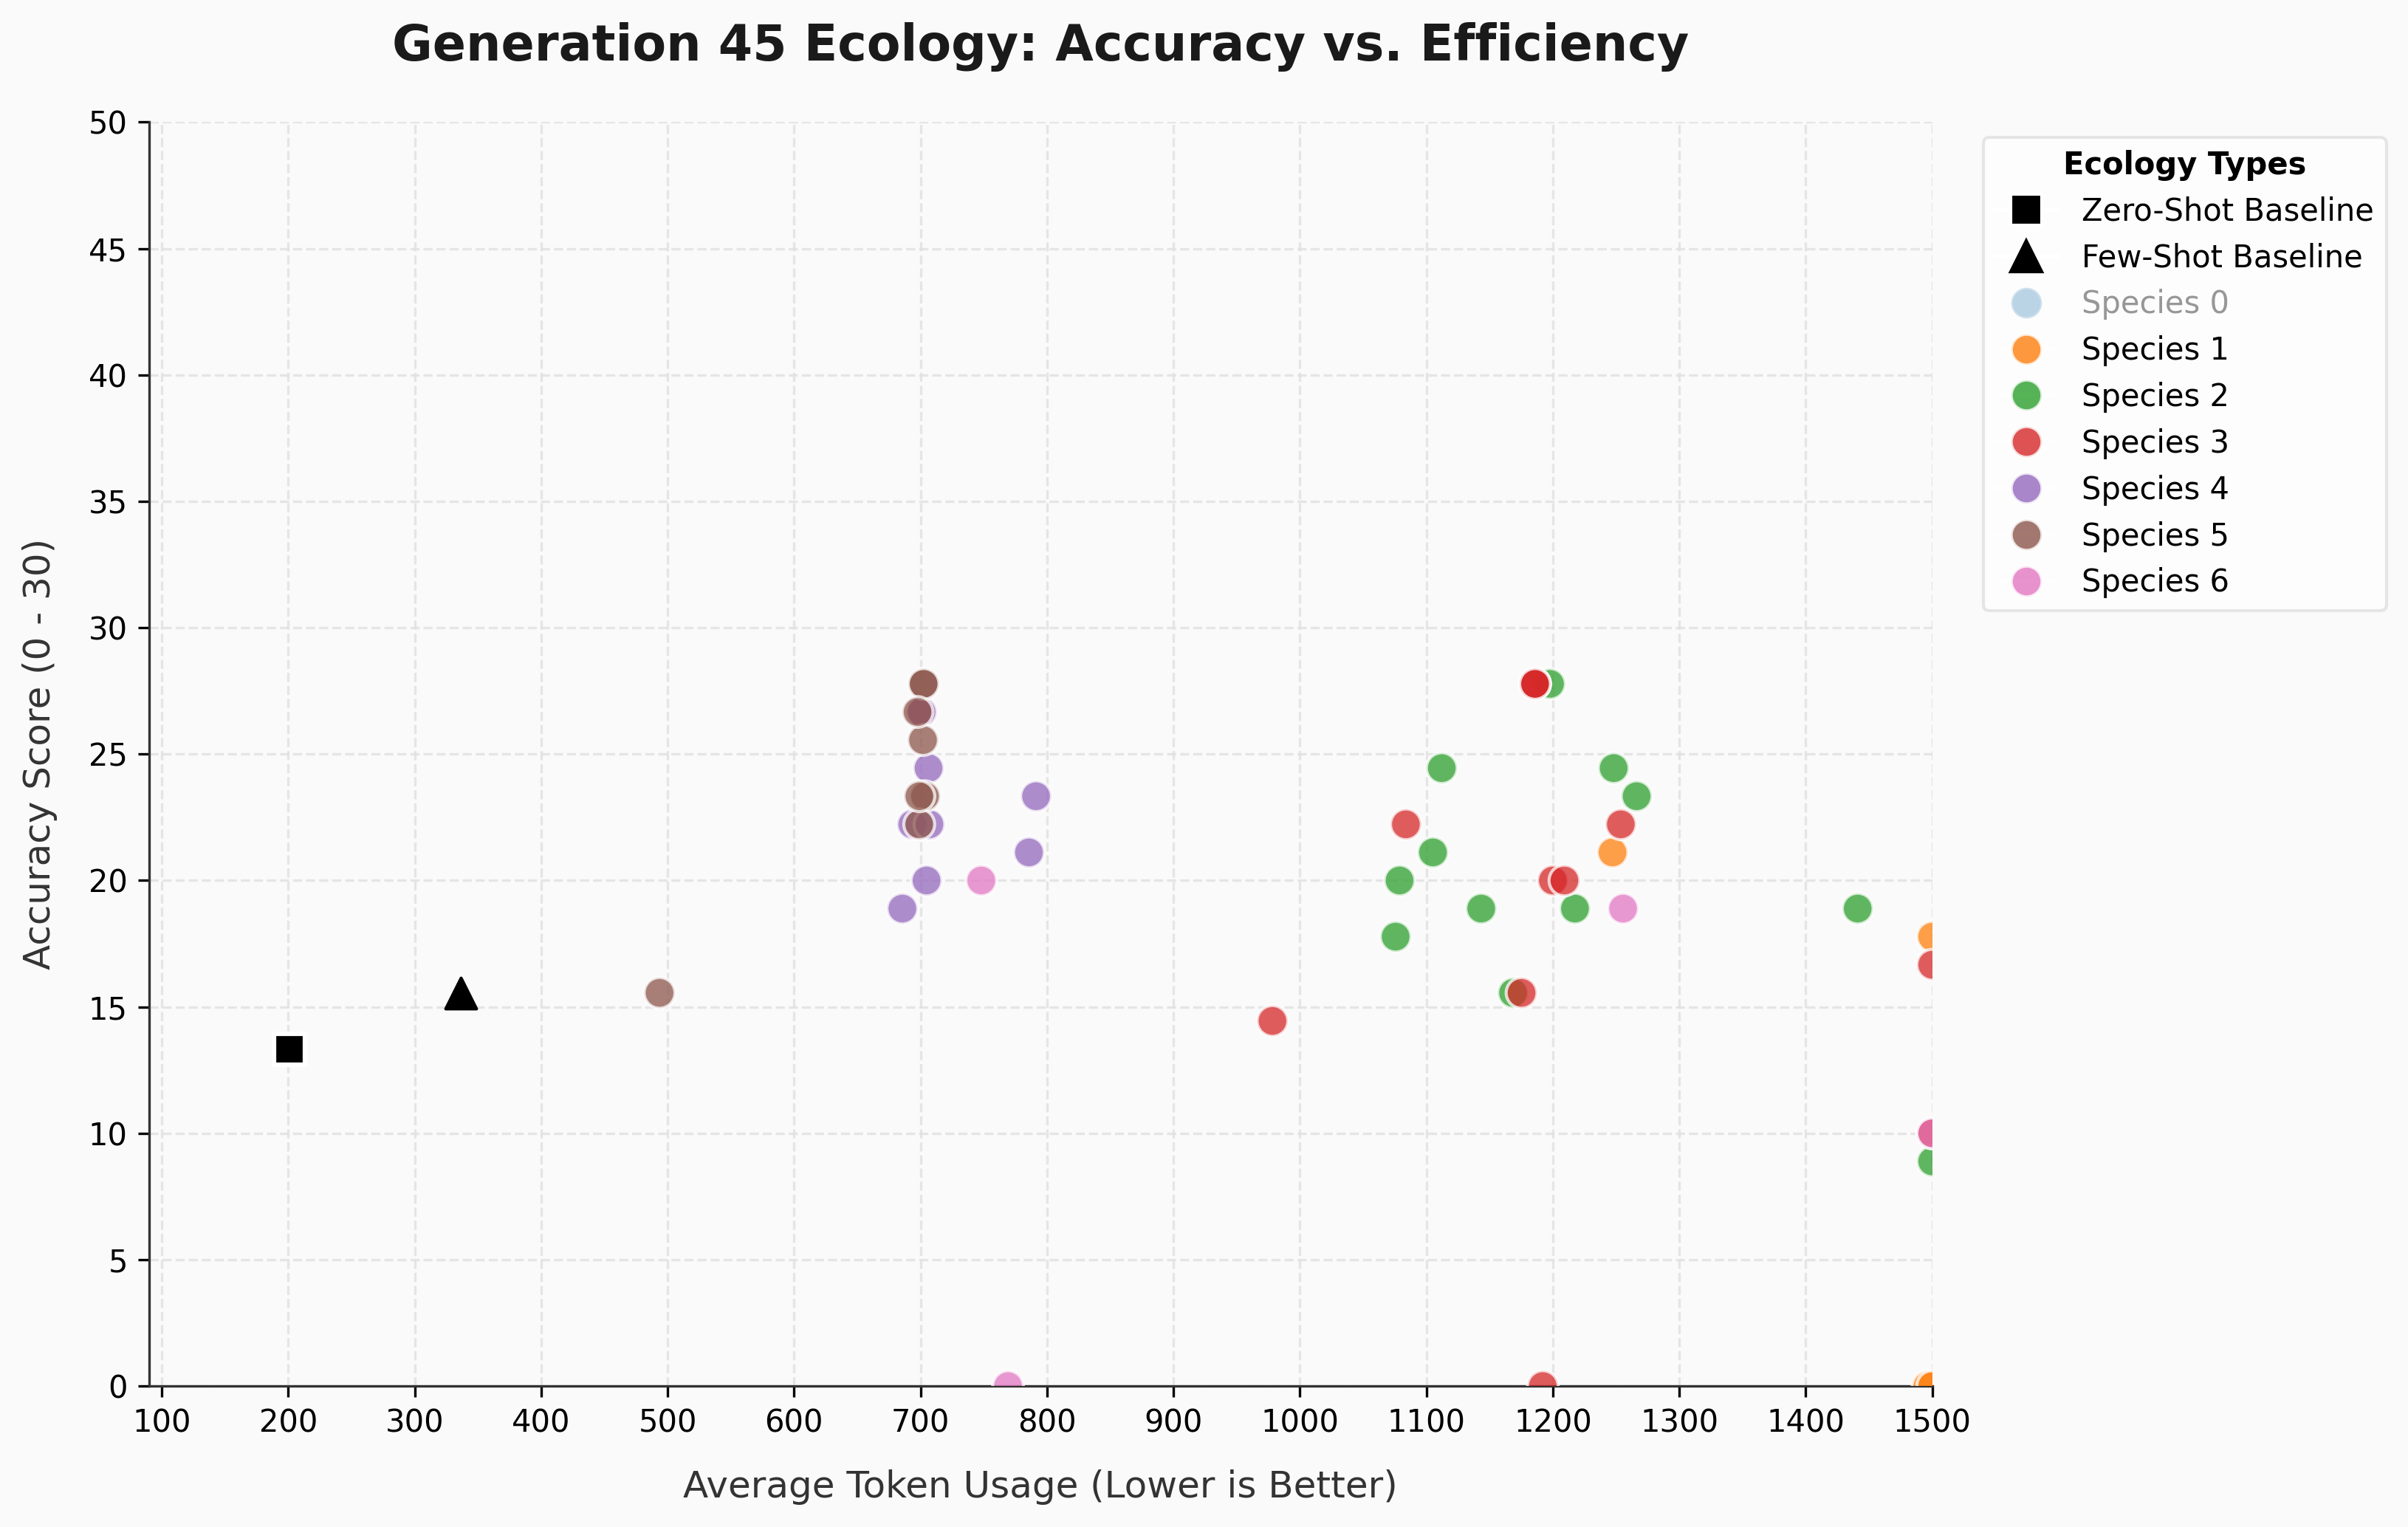 Generation 45 Ecology: Accuracy vs. Efficiency
50
45
40
35
30
25
20
15
10
5
0
Accuracy Score (0 - 30)
100 200 300 400 500 600 700 800 900 1000 1100 1200 1300 1400 1500
Average Token Usage (Lower is Better)
Ecology Types
Zero-Shot Baseline
Few-Shot Baseline
Species 0
Species 1
Species 2
Species 3
Species 4
Species 5
Species 6